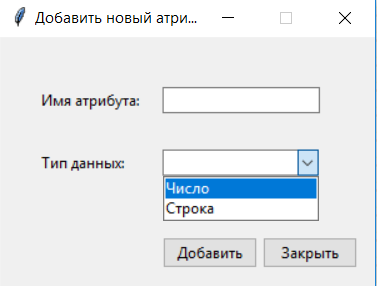 Добавить новый атри...
Имя атрибута:
Тип данных:
Число
Строка
Добавить Закрыть